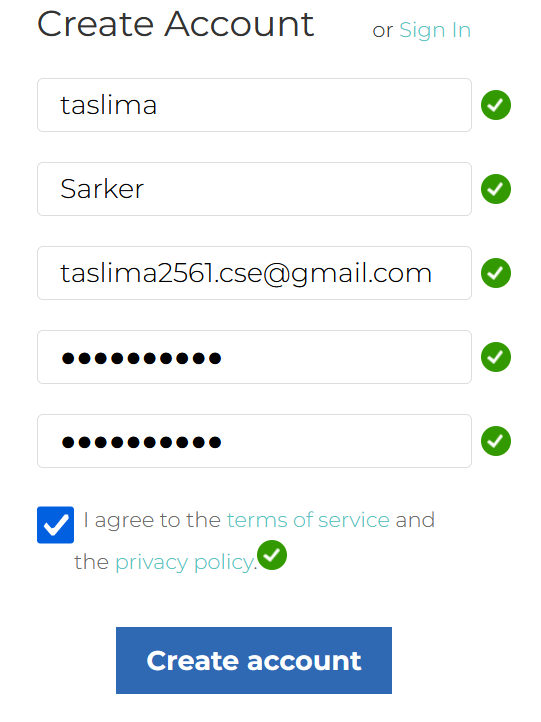 Create Account or Sign In
taslima
Sarker
taslima2561.cse@gmail.com
●●●●●●●●●●
●●●●●●●●●●
I agree to the terms of service and
the privacy policy.
Create account